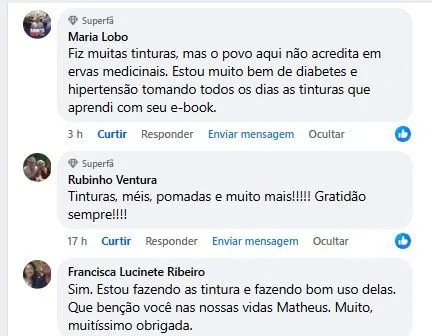 Superfã
Maria Lobo
Fiz muitas tinturas, mas o povo aqui não acredita em
ervas medicinais. Estou muito bem de diabetes e
hipertensão tomando todos os dias as tinturas que
aprendi com seu e-book.
3 h Curtir Responder Enviar mensagem Ocultar
Superfã
Rubinho Ventura
Tinturas, méis, pomadas e muito mais!!!!! Gratidão
sempre!!!!
17 h Curtir Responder Enviar mensagem Ocultar
Francisca Lucinete Ribeiro
Sim. Estou fazendo as tintura e fazendo bom uso delas.
Que benção você nas nossas vidas Matheus. Muito,
muitíssimo obrigada.